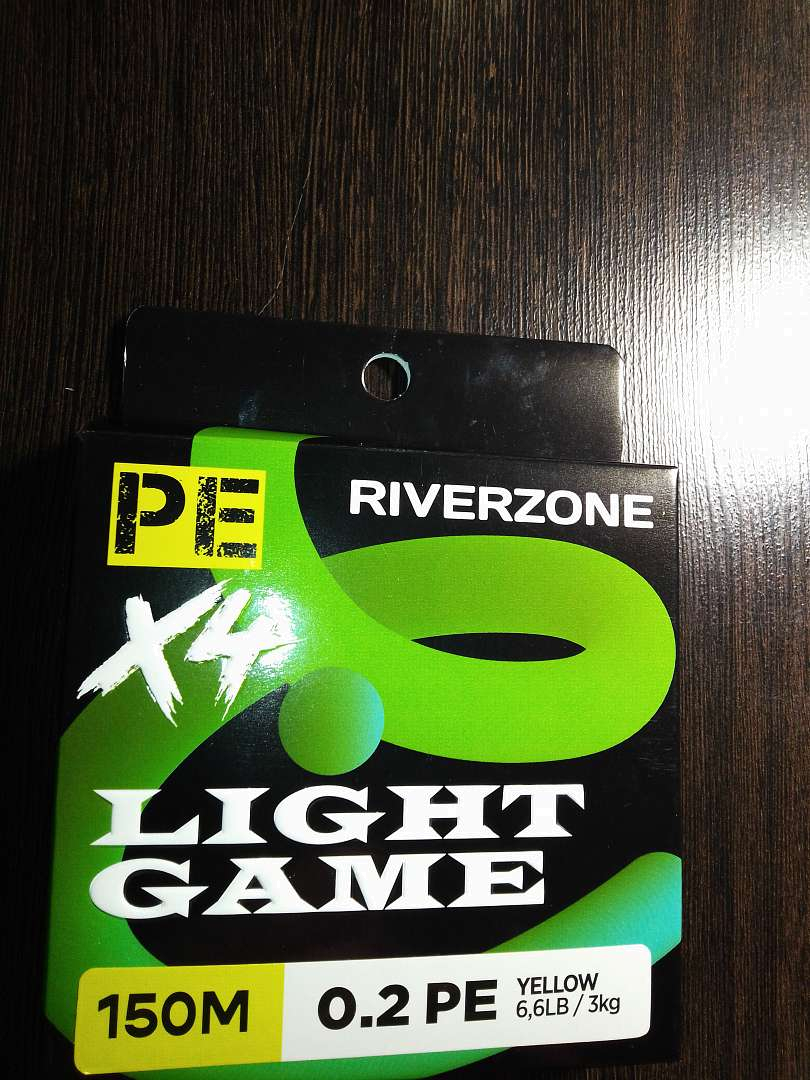 PE
RIVERZONE
X4
LIGHT
GAME
150M
0.2 PE
YELLOW
6,6LB / 3kg